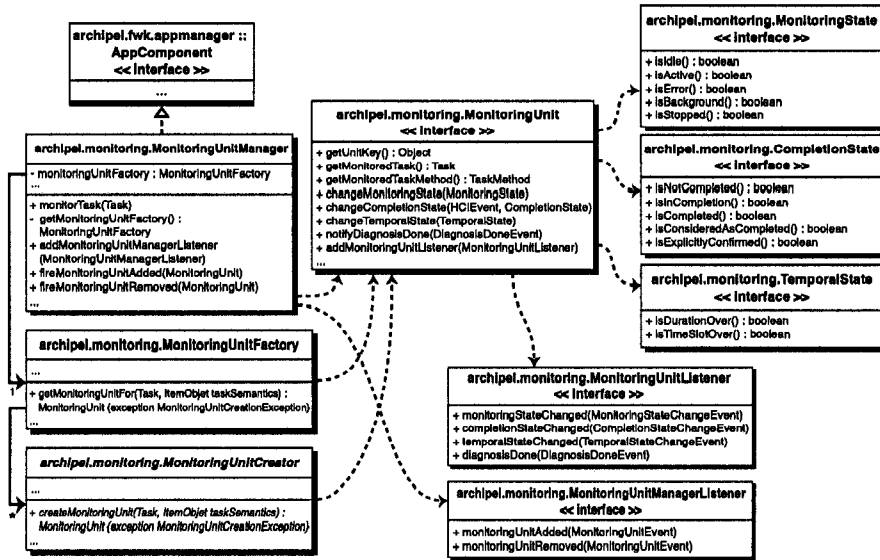 archipel.fwk.appmanager ::
AppComponent
<< interface >>
...
archipel.monitoring.MonitoringUnitManager
- monitoringUnitFactory : MonitoringUnitFactory
...
+ monitorTask(Task)
- getMonitoringUnitFactory() :
MonitoringUnitFactory
+ addMonitoringUnitManagerListener
(MonitoringUnitManagerListener)
+ fireMonitoringUnitAdded(MonitoringUnit)
+ fireMonitoringUnitRemoved(MonitoringUnit)
...
archipel.monitoring.MonitoringUnitFactory
...
1
+ getMonitoringUnitFor(Task, ItemObjet taskSemantics) :
MonitoringUnit {exception MonitoringUnitCreationException}
...
archipel.monitoring.MonitoringUnitCreator
...
*
+ createMonitoringUnit(Task, ItemObjet taskSemantics) :
MonitoringUnit {exception MonitoringUnitCreationException}
...
archipel.monitoring.MonitoringUnit
<< interface >>
+ getUnitKey() : Object
+ getMonitoredTask() : Task
+ getMonitoredTaskMethod() : TaskMethod
+ changeMonitoringState(MonitoringState)
+ changeCompletionState(HCIEvent, CompletionState)
+ changeTemporalState(TemporalState)
+ notifyDiagnosisDone(DiagnosisDoneEvent)
+ addMonitoringUnitListener(MonitoringUnitListener)
...
archipel.monitoring.MonitoringState
<< interface >>
+ isIdle() : boolean
+ isActive() : boolean
+ isError() : boolean
+ isBackground() : boolean
+ isStopped() : boolean
archipel.monitoring.CompletionState
<< interface >>
+ isNotCompleted() : boolean
+ isInCompletion() : boolean
+ isCompleted() : boolean
+ isConsideredAsCompleted() : boolean
+ isExplicitlyConfirmed() : boolean
archipel.monitoring.TemporalState
<< interface >>
+ isDurationOver() : boolean
+ isTimeSlotOver() : boolean
archipel.monitoring.MonitoringUnitListener
<< interface >>
+ monitoringStateChanged(MonitoringStateChangeEvent)
+ completionStateChanged(CompletionStateChangeEvent)
+ temporalStateChanged(TemporalStateChangeEvent)
+ diagnosisDone(DiagnosisDoneEvent)
archipel.monitoring.MonitoringUnitManagerListener
<< interface >>
+ monitoringUnitAdded(MonitoringUnitEvent)
+ monitoringUnitRemoved(MonitoringUnitEvent)